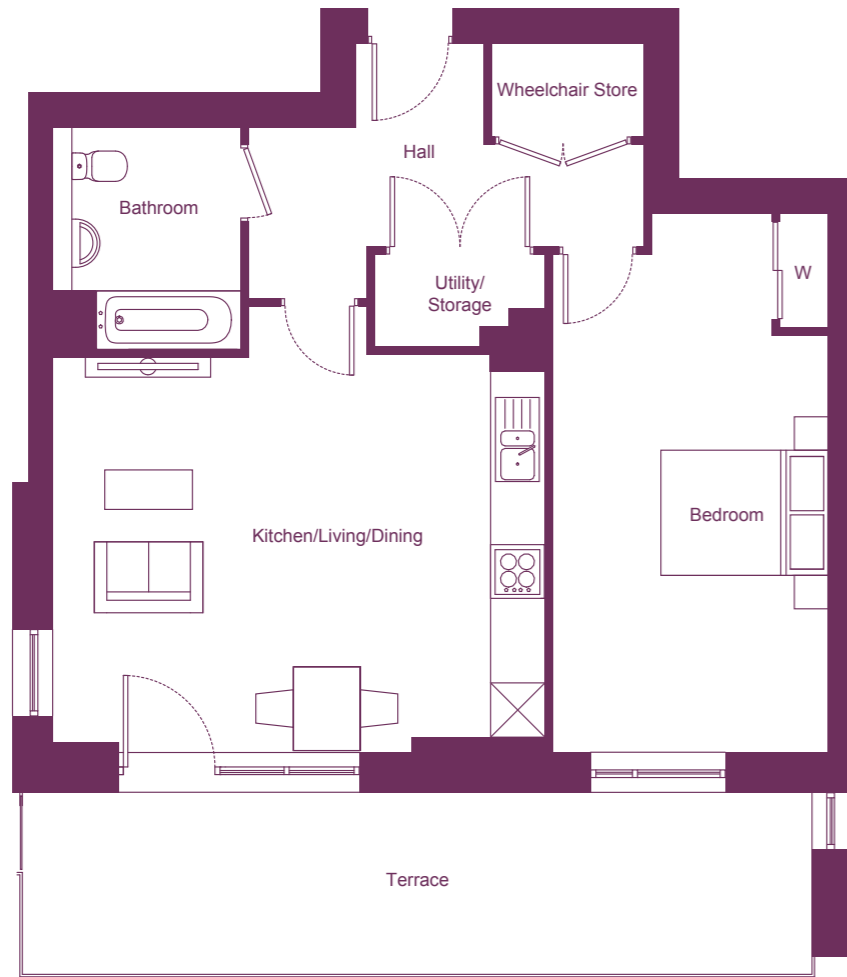 Wheelchair Store
Hall
Bathroom
Utility/
Storage
W
Kitchen/Living/Dining
Bedroom
Terrace